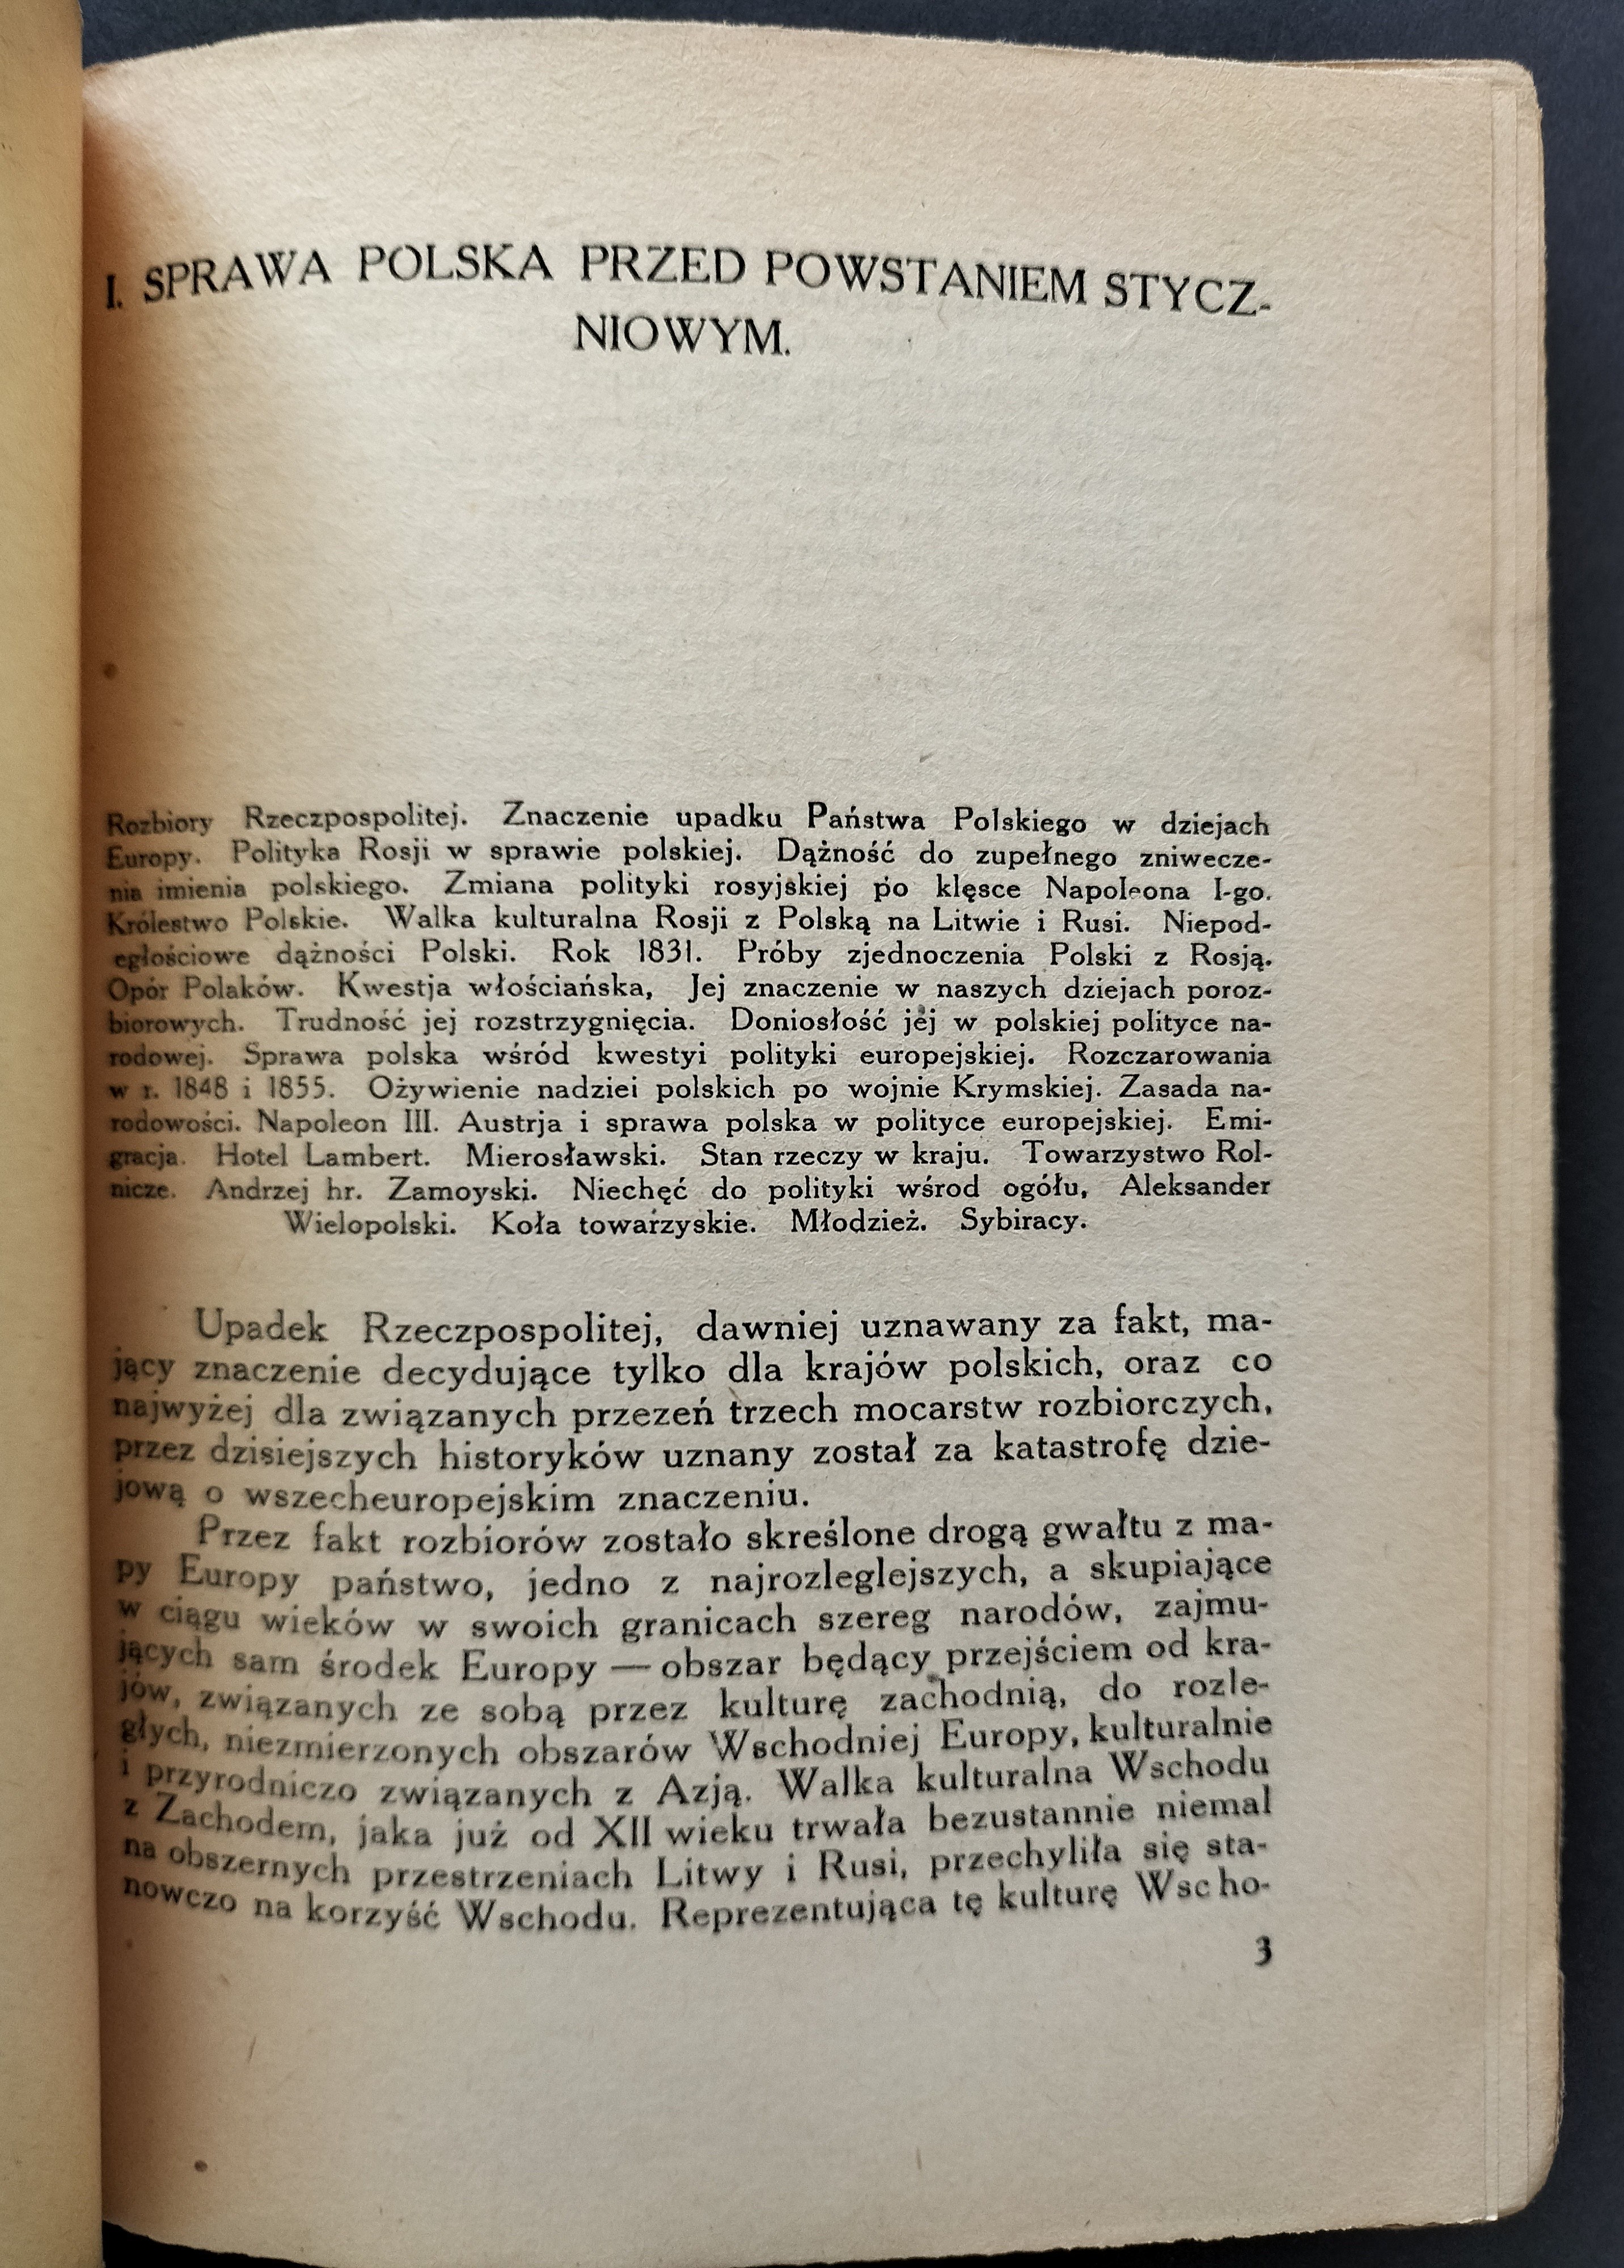 I. SPRAWA POLSKA PRZED POWSTANIEM STYCZ-
NIOWYM.
Rozbiory Rzeczpospolitej. Znaczenie upadku Państwa Polskiego w dziejach
Europy. Polityka Rosji w sprawie polskiej. Dążność do zupełnego zniwecze-
nia imienia polskiego. Zmiana polityki rosyjskiej po klęsce Napoleona I-go.
Królestwo Polskie. Walka kulturalna Rosji z Polską na Litwie i Rusi. Niepod-
egłościowe dążności Polski. Rok 1831. Próby zjednoczenia Polski z Rosją.
Opór Polaków. Kwestja włościańska, Jej znaczenie w naszych dziejach poroz-
biorowych. Trudność jej rozstrzygnięcia. Doniosłość jej w polskiej polityce na-
rodowej. Sprawa polska wśród kwestyi polityki europejskiej. Rozczarowania
w r. 1848 i 1855. Ożywienie nadziei polskich po wojnie Krymskiej. Zasada na-
rodowości. Napoleon III. Austrja i sprawa polska w polityce europejskiej. Emi-
gracja. Hotel Lambert. Mierosławski. Stan rzeczy w kraju. Towarzystwo Rol-
nicze. Andrzej hr. Zamoyski. Niechęć do polityki wśrod ogółu, Aleksander
Wielopolski. Koła towarzyskie. Młodzież. Sybiracy.
Upadek Rzeczpospolitej, dawniej uznawany za fakt, ma-
jący znaczenie decydujące tylko dla krajów polskich, oraz co
najwyżej dla związanych przezeń trzech mocarstw rozbiorczych,
przez dzisiejszych historyków uznany został za katastrofę dzie-
jową o wszecheuropejskim znaczeniu.
Przez fakt rozbiorów zostało skreślone drogą gwałtu z ma-
py Europy państwo, jedno z najrozleglejszych, a skupiające
w ciągu wieków w swoich granicach szereg narodów, zajmu-
jących sam środek Europy — obszar będący przejściem od kra-
jów, związanych ze sobą przez kulturę zachodnią, do rozle-
głych, niezmierzonych obszarów Wschodniej Europy, kulturalnie
i przyrodniczo związanych z Azją. Walka kulturalna Wschodu
z Zachodem, jaka już od XII wieku trwała bezustannie niemal
na obszernych przestrzeniach Litwy i Rusi, przechyliła się sta-
nowczo na korzyść Wschodu. Reprezentująca tę kulturę Wscho-
3